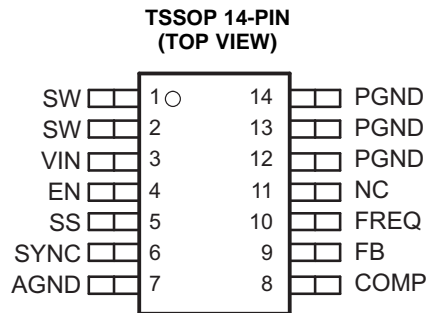 TSSOP 14-PIN
(TOP VIEW)
SW 1 14 PGND
SW 2 13 PGND
VIN 3 12 PGND
EN 4 11 NC
SS 5 10 FREQ
SYNC 6 9 FB
AGND 7 8 COMP